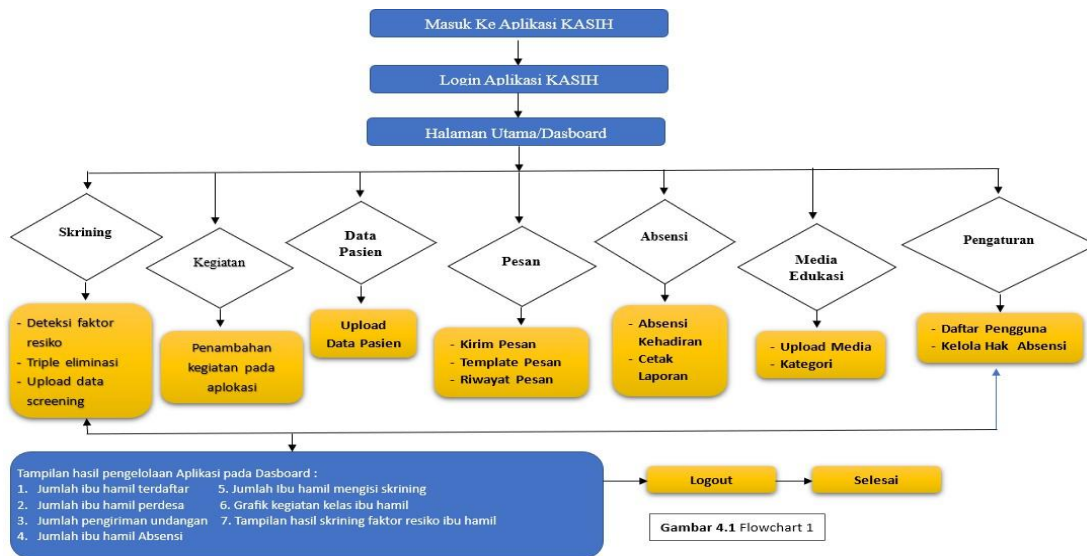 Masuk Ke Aplikasi KASIH
Login Aplikasi KASIH
Halaman Utama/Dasboard
Skrining
Kegiatan
Data
Pasien
Pesan
Absensi
Media
Edukasi
Pengaturan
- Deteksi faktor
resiko
- Triple eliminasi
- Upload data
screening
Penambahan
kegiatan pada
aplokasi
Upload
Data Pasien
- Kirim Pesan
- Template Pesan
- Riwayat Pesan
- Absensi
Kehadiran
- Cetak
Laporan
- Upload Media
- Kategori
- Daftar Pengguna
- Kelola Hak Absensi
Tampilan hasil pengelolaan Aplikasi pada Dasboard :
1. Jumlah ibu hamil terdaftar 5. Jumlah Ibu hamil mengisi skrining
2. Jumlah ibu hamil perdesa 6. Grafik kegiatan kelas ibu hamil
3. Jumlah pengiriman undangan 7. Tampilan hasil skrining faktor resiko ibu hamil
4. Jumlah ibu hamil Absensi
Logout
Selesai
Gambar 4.1 Flowchart 1